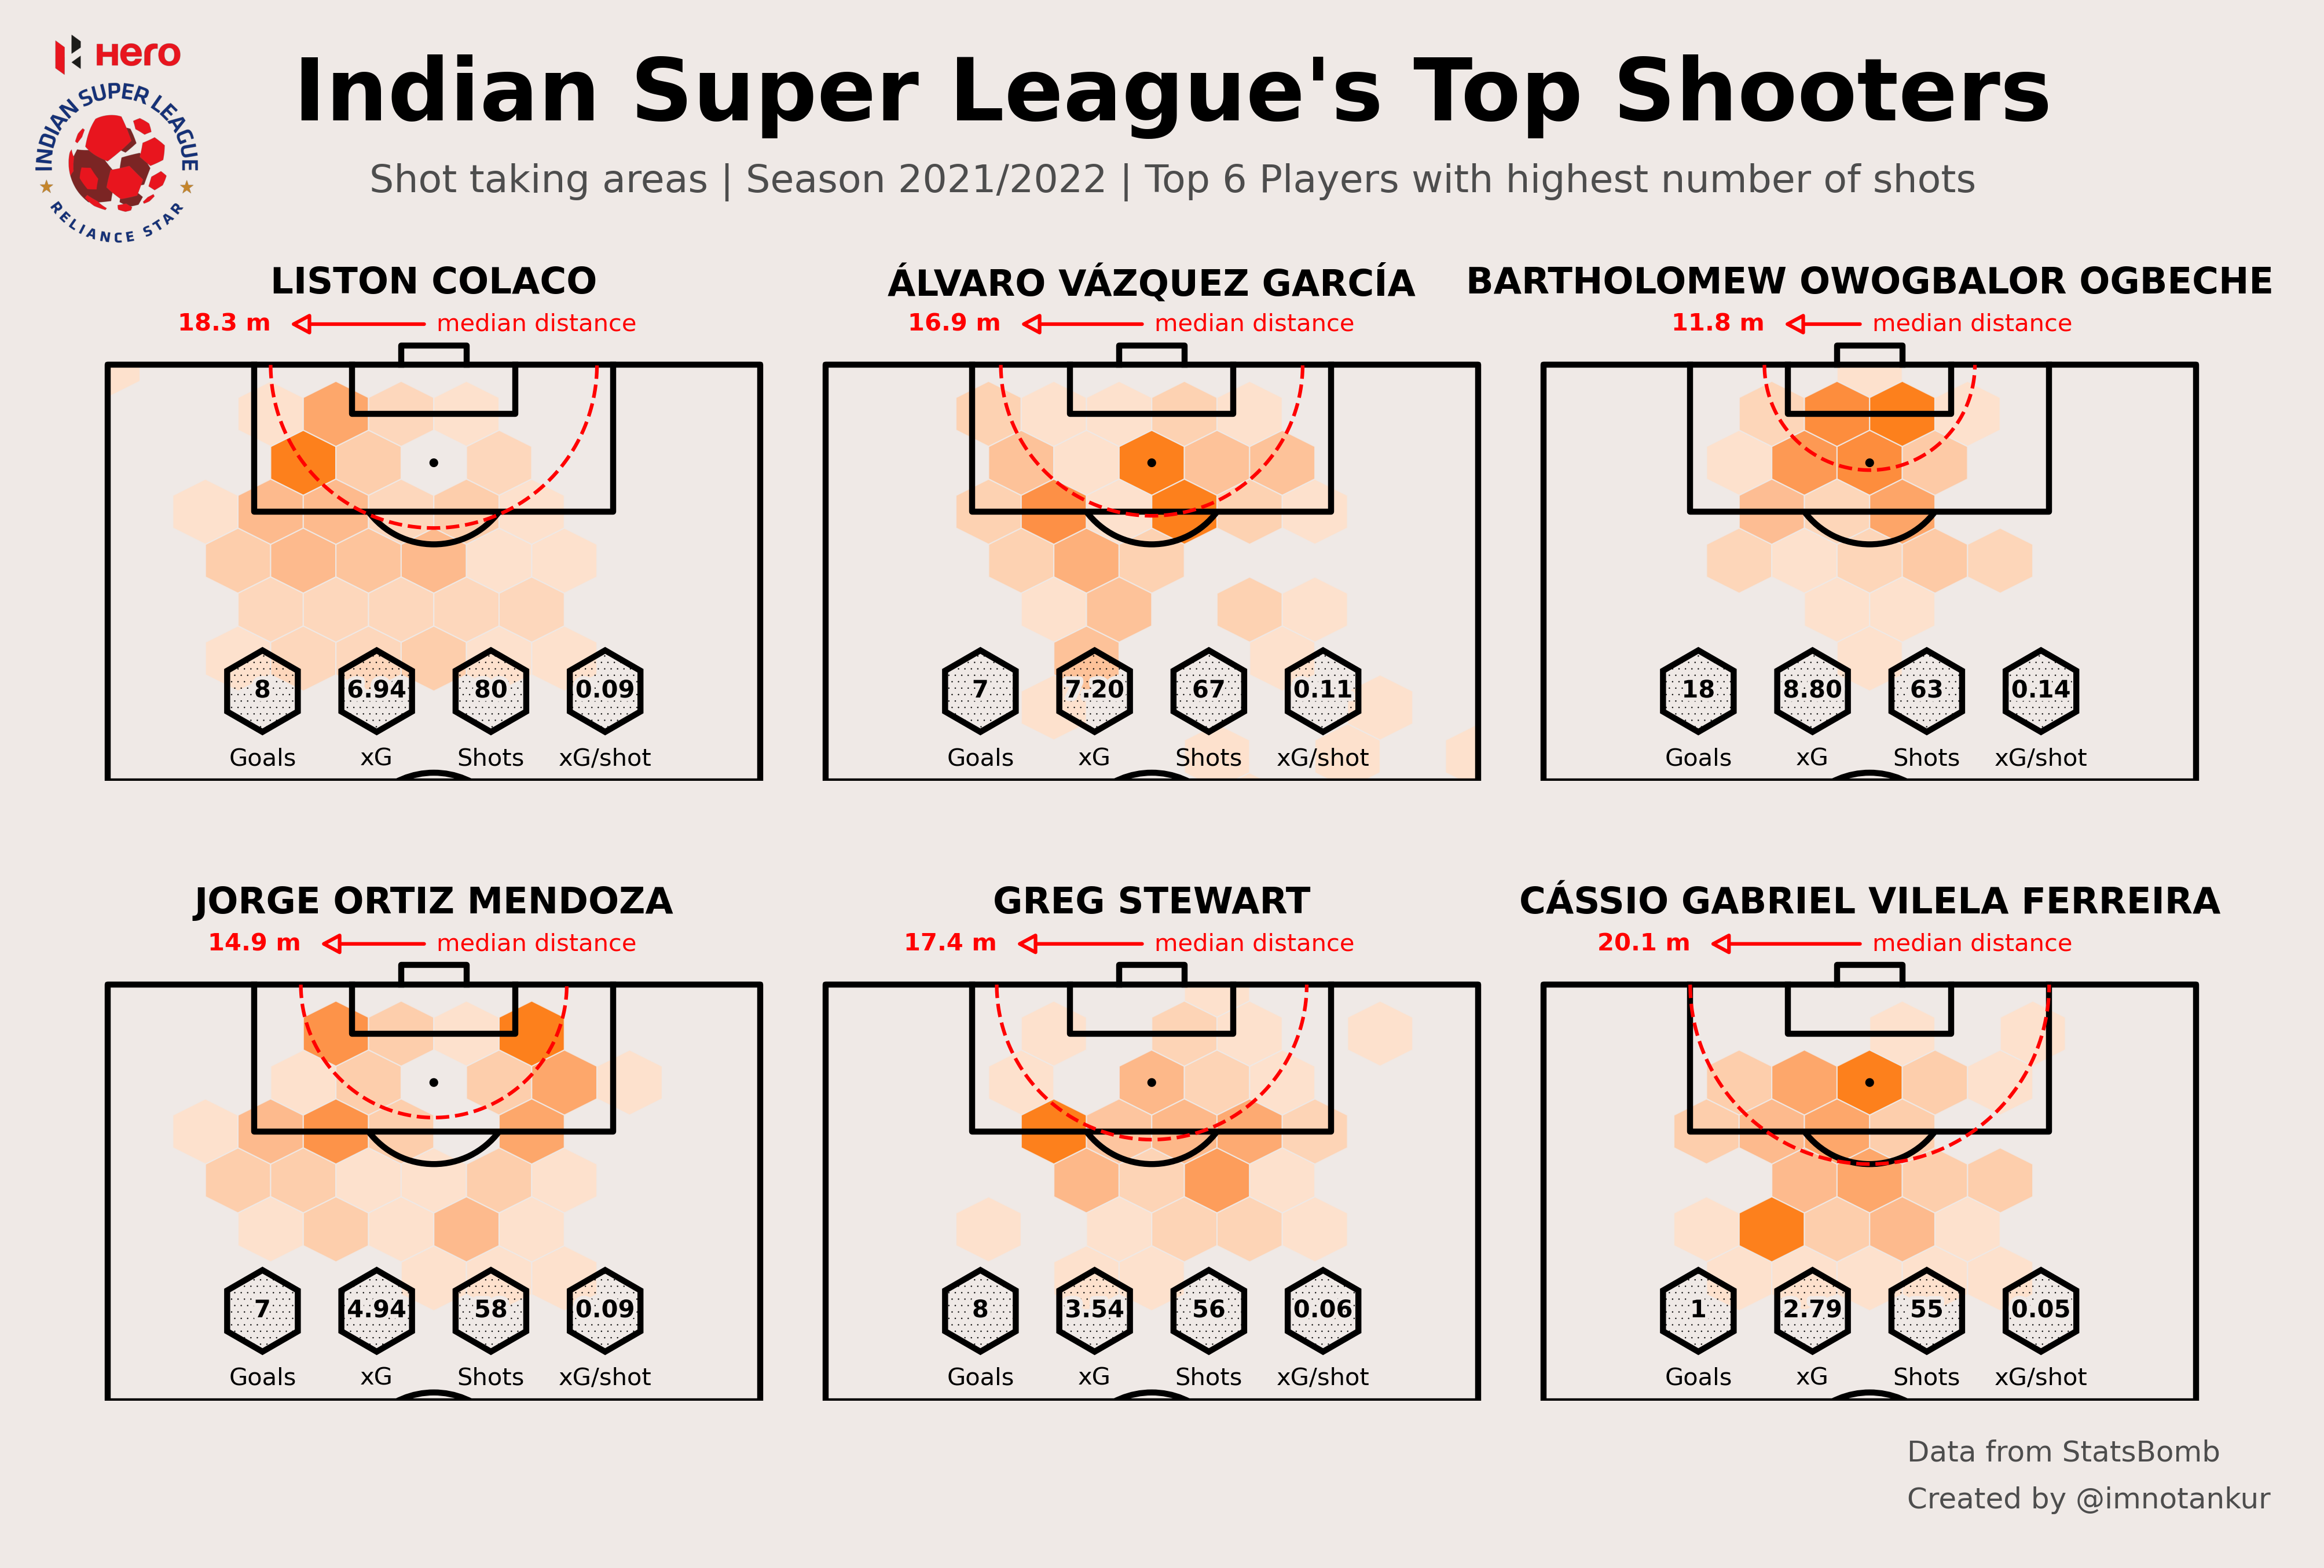 Hero
INDIAN SUPER LEAGUE
RELIANCE STAR
Indian Super League's Top Shooters
Shot taking areas | Season 2021/2022 | Top 6 Players with highest number of shots
LISTON COLACO
18.3 m median distance
8 6.94 80 0.09
Goals xG Shots xG/shot
ÁLVARO VÁZQUEZ GARCÍA
16.9 m median distance
7 7.20 67 0.11
Goals xG Shots xG/shot
BARTHOLOMEW OWOGBALOR OGBECHE
11.8 m median distance
18 8.80 63 0.14
Goals xG Shots xG/shot
JORGE ORTIZ MENDOZA
14.9 m median distance
7 4.94 58 0.09
Goals xG Shots xG/shot
GREG STEWART
17.4 m median distance
8 3.54 56 0.06
Goals xG Shots xG/shot
CÁSSIO GABRIEL VILELA FERREIRA
20.1 m median distance
1 2.79 55 0.05
Goals xG Shots xG/shot
Data from StatsBomb
Created by @imnotankur